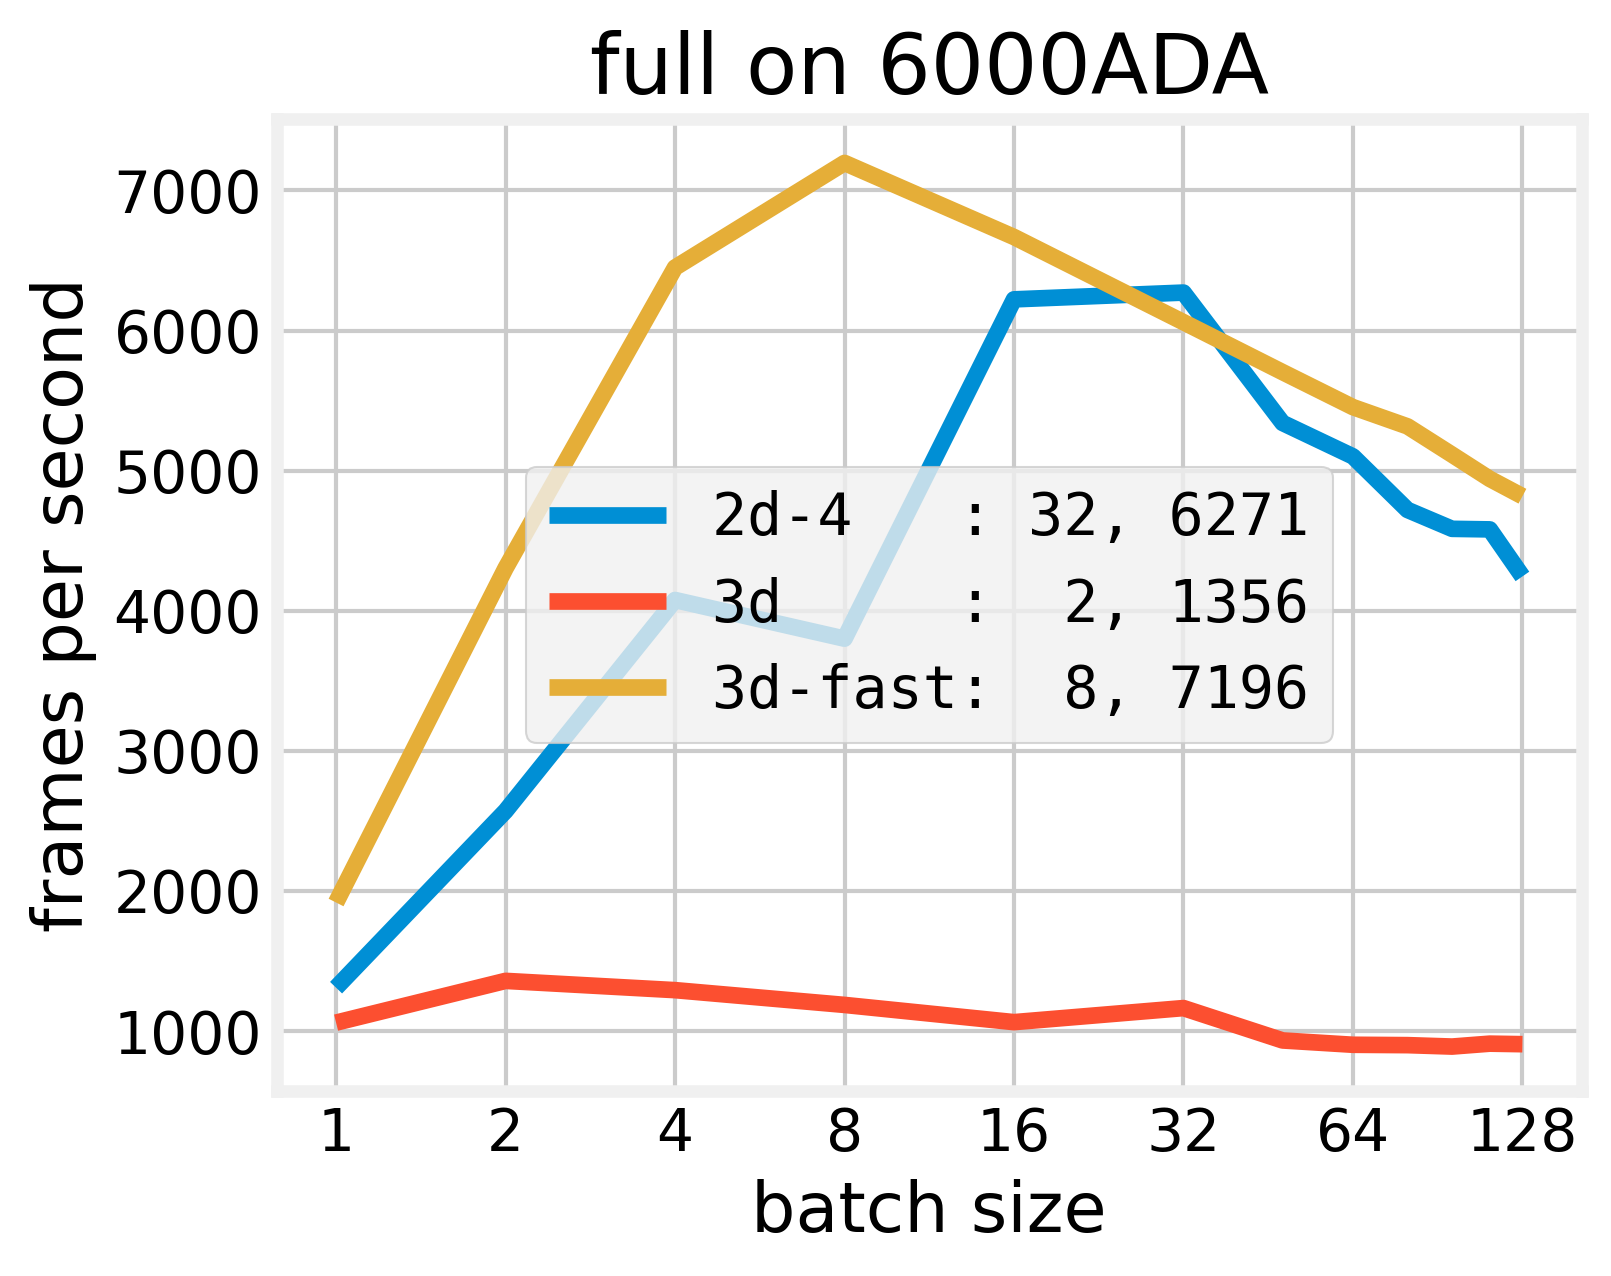 full on 6000ADA
frames per second
7000
6000
5000
4000
3000
2000
1000
2d-4   : 32, 6271
3d     :  2, 1356
3d-fast:  8, 7196
1 2 4 8 16 32 64 128
batch size